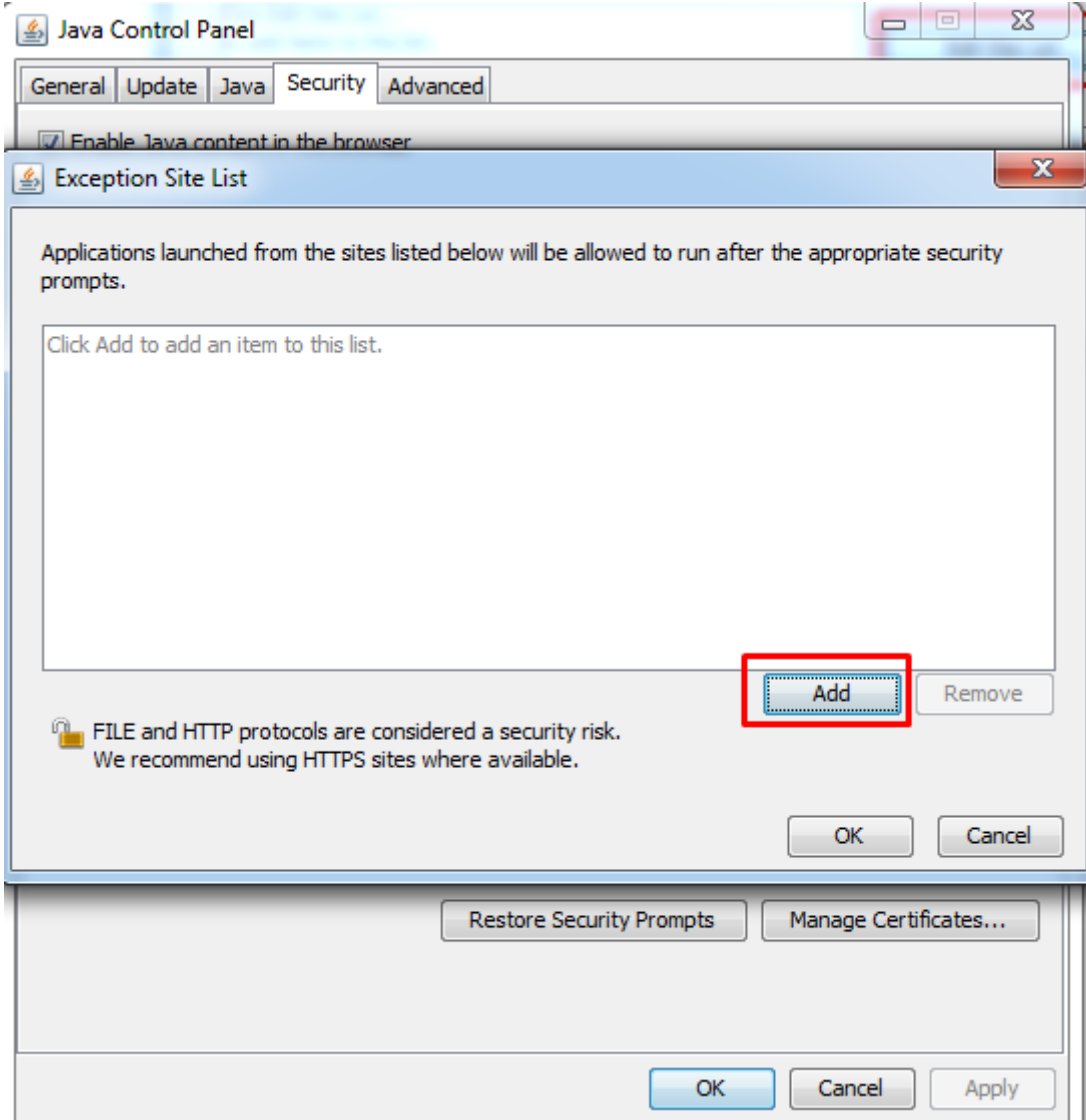 Java Control Panel
General Update Java Security Advanced
Enable Java content in the browser
Exception Site List
Applications launched from the sites listed below will be allowed to run after the appropriate security
prompts.
Click Add to add an item to this list.
Add Remove
FILE and HTTP protocols are considered a security risk.
We recommend using HTTPS sites where available.
OK Cancel
Restore Security Prompts Manage Certificates...
OK Cancel Apply